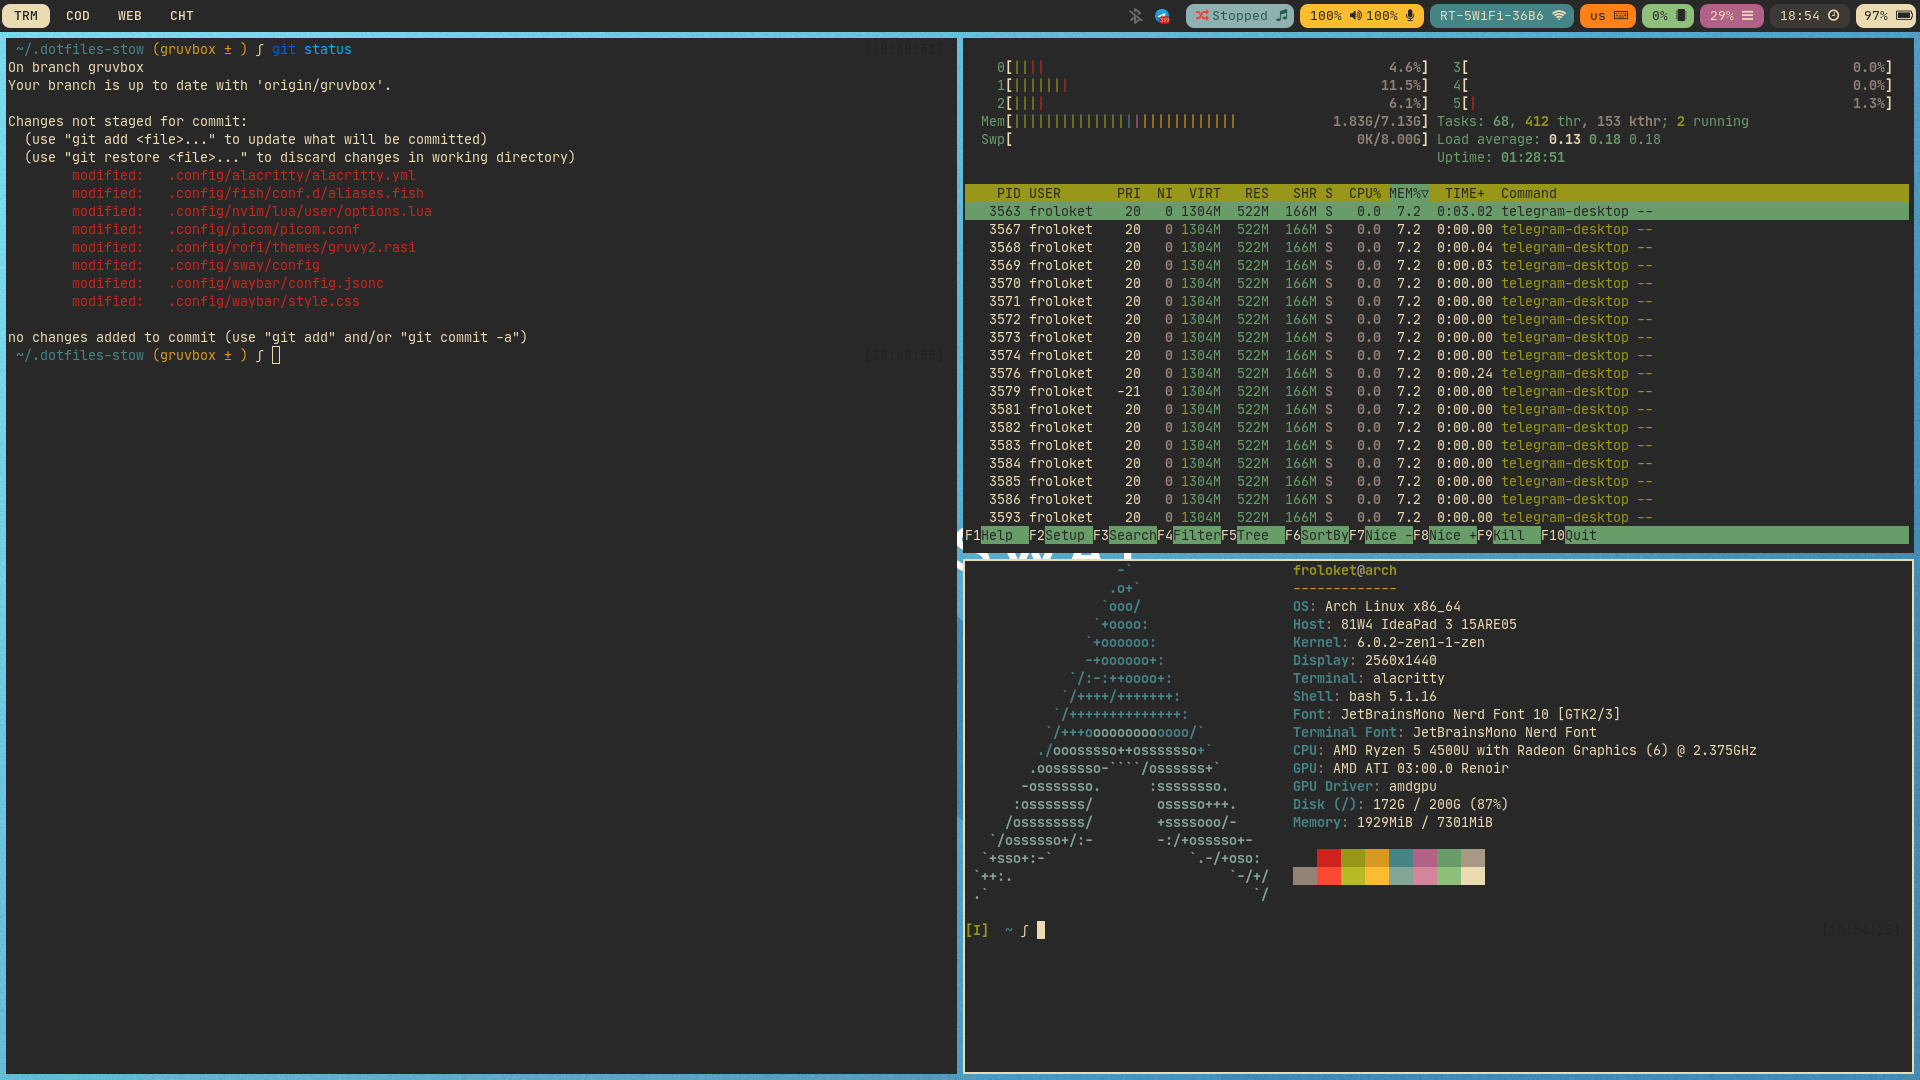 TRM COD WEB CHT
Stopped 100% 100% RT-5WiFi-36B6 us 0% 29% 18:54 97%
~/.dotfiles-stow (gruvbox ± ) ∫ git status
On branch gruvbox
Your branch is up to date with 'origin/gruvbox'.
Changes not staged for commit:
(use "git add <file>..." to update what will be committed)
(use "git restore <file>..." to discard changes in working directory)
modified: .config/alacritty/alacritty.yml
modified: .config/fish/conf.d/aliases.fish
modified: .config/nvim/lua/user/options.lua
modified: .config/picom/picom.conf
modified: .config/rofi/themes/gruvy2.rasi
modified: .config/sway/config
modified: .config/waybar/config.jsonc
modified: .config/waybar/style.css
no changes added to commit (use "git add" and/or "git commit -a")
~/.dotfiles-stow (gruvbox ± ) ∫
0[|||| 4.6%] 3[ 0.0%]
1[||||||| 11.5%] 4[ 0.0%]
2[|||| 6.1%] 5[| 1.3%]
Mem[|||||||||||||||||||||||||||| 1.83G/7.13G] Tasks: 68, 412 thr, 153 kthr; 2 running
Swp[ 0K/8.00G] Load average: 0.13 0.18 0.18
Uptime: 01:28:51
PID USER PRI NI VIRT RES SHR S CPU% MEM%▽ TIME+ Command
3563 froloket 20 0 1304M 522M 166M S 0.0 7.2 0:03.02 telegram-desktop --
3567 froloket 20 0 1304M 522M 166M S 0.0 7.2 0:00.00 telegram-desktop --
3568 froloket 20 0 1304M 522M 166M S 0.0 7.2 0:00.04 telegram-desktop --
3569 froloket 20 0 1304M 522M 166M S 0.0 7.2 0:00.03 telegram-desktop --
3570 froloket 20 0 1304M 522M 166M S 0.0 7.2 0:00.00 telegram-desktop --
3571 froloket 20 0 1304M 522M 166M S 0.0 7.2 0:00.00 telegram-desktop --
3572 froloket 20 0 1304M 522M 166M S 0.0 7.2 0:00.00 telegram-desktop --
3573 froloket 20 0 1304M 522M 166M S 0.0 7.2 0:00.00 telegram-desktop --
3574 froloket 20 0 1304M 522M 166M S 0.0 7.2 0:00.00 telegram-desktop --
3576 froloket 20 0 1304M 522M 166M S 0.0 7.2 0:00.24 telegram-desktop --
3579 froloket -21 0 1304M 522M 166M S 0.0 7.2 0:00.00 telegram-desktop --
3581 froloket 20 0 1304M 522M 166M S 0.0 7.2 0:00.00 telegram-desktop --
3582 froloket 20 0 1304M 522M 166M S 0.0 7.2 0:00.00 telegram-desktop --
3583 froloket 20 0 1304M 522M 166M S 0.0 7.2 0:00.00 telegram-desktop --
3584 froloket 20 0 1304M 522M 166M S 0.0 7.2 0:00.00 telegram-desktop --
3585 froloket 20 0 1304M 522M 166M S 0.0 7.2 0:00.00 telegram-desktop --
3586 froloket 20 0 1304M 522M 166M S 0.0 7.2 0:00.00 telegram-desktop --
3593 froloket 20 0 1304M 522M 166M S 0.0 7.2 0:00.00 telegram-desktop --
F1Help F2Setup F3SearchF4FilterF5Tree F6SortByF7Nice -F8Nice +F9Kill F10Quit
froloket@arch
-------------
OS: Arch Linux x86_64
Host: 81W4 IdeaPad 3 15ARE05
Kernel: 6.0.2-zen1-1-zen
Display: 2560x1440
Terminal: alacritty
Shell: bash 5.1.16
Font: JetBrainsMono Nerd Font 10 [GTK2/3]
Terminal Font: JetBrainsMono Nerd Font
CPU: AMD Ryzen 5 4500U with Radeon Graphics (6) @ 2.375GHz
GPU: AMD ATI 03:00.0 Renoir
GPU Driver: amdgpu
Disk (/): 172G / 200G (87%)
Memory: 1929MiB / 7301MiB
[I] ~ ∫